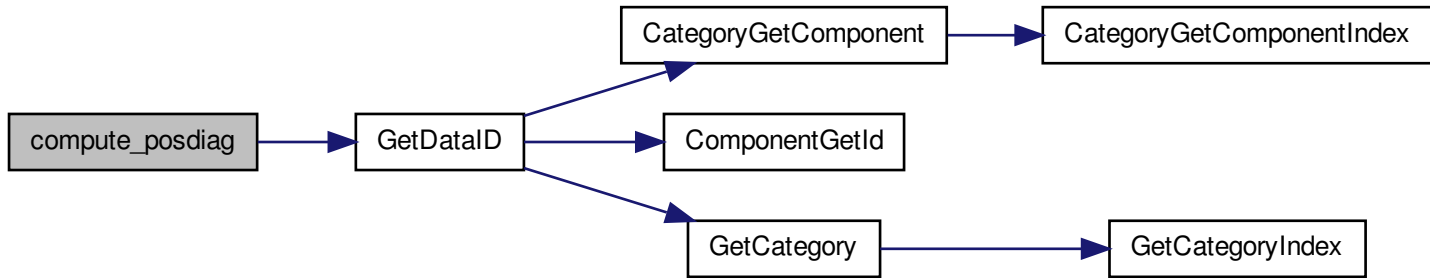 CategoryGetComponent
CategoryGetComponentIndex
compute_posdiag
GetDataID
ComponentGetId
GetCategory
GetCategoryIndex